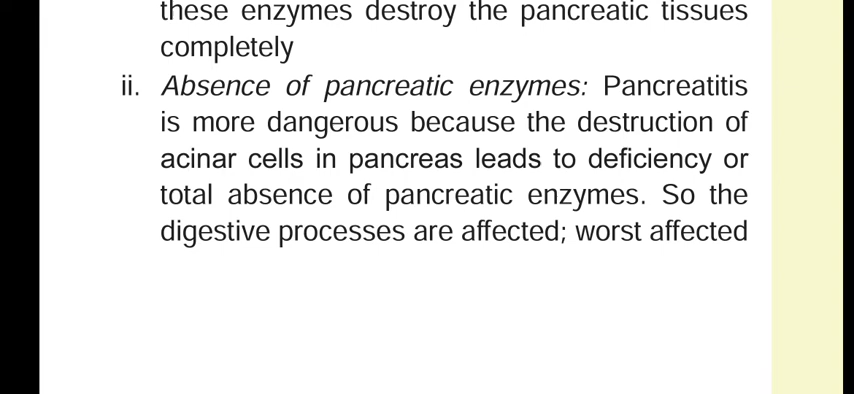 these enzymes destroy the pancreatic tissues
completely
ii. Absence of pancreatic enzymes: Pancreatitis
is more dangerous because the destruction of
acinar cells in pancreas leads to deficiency or
total absence of pancreatic enzymes. So the
digestive processes are affected; worst affected